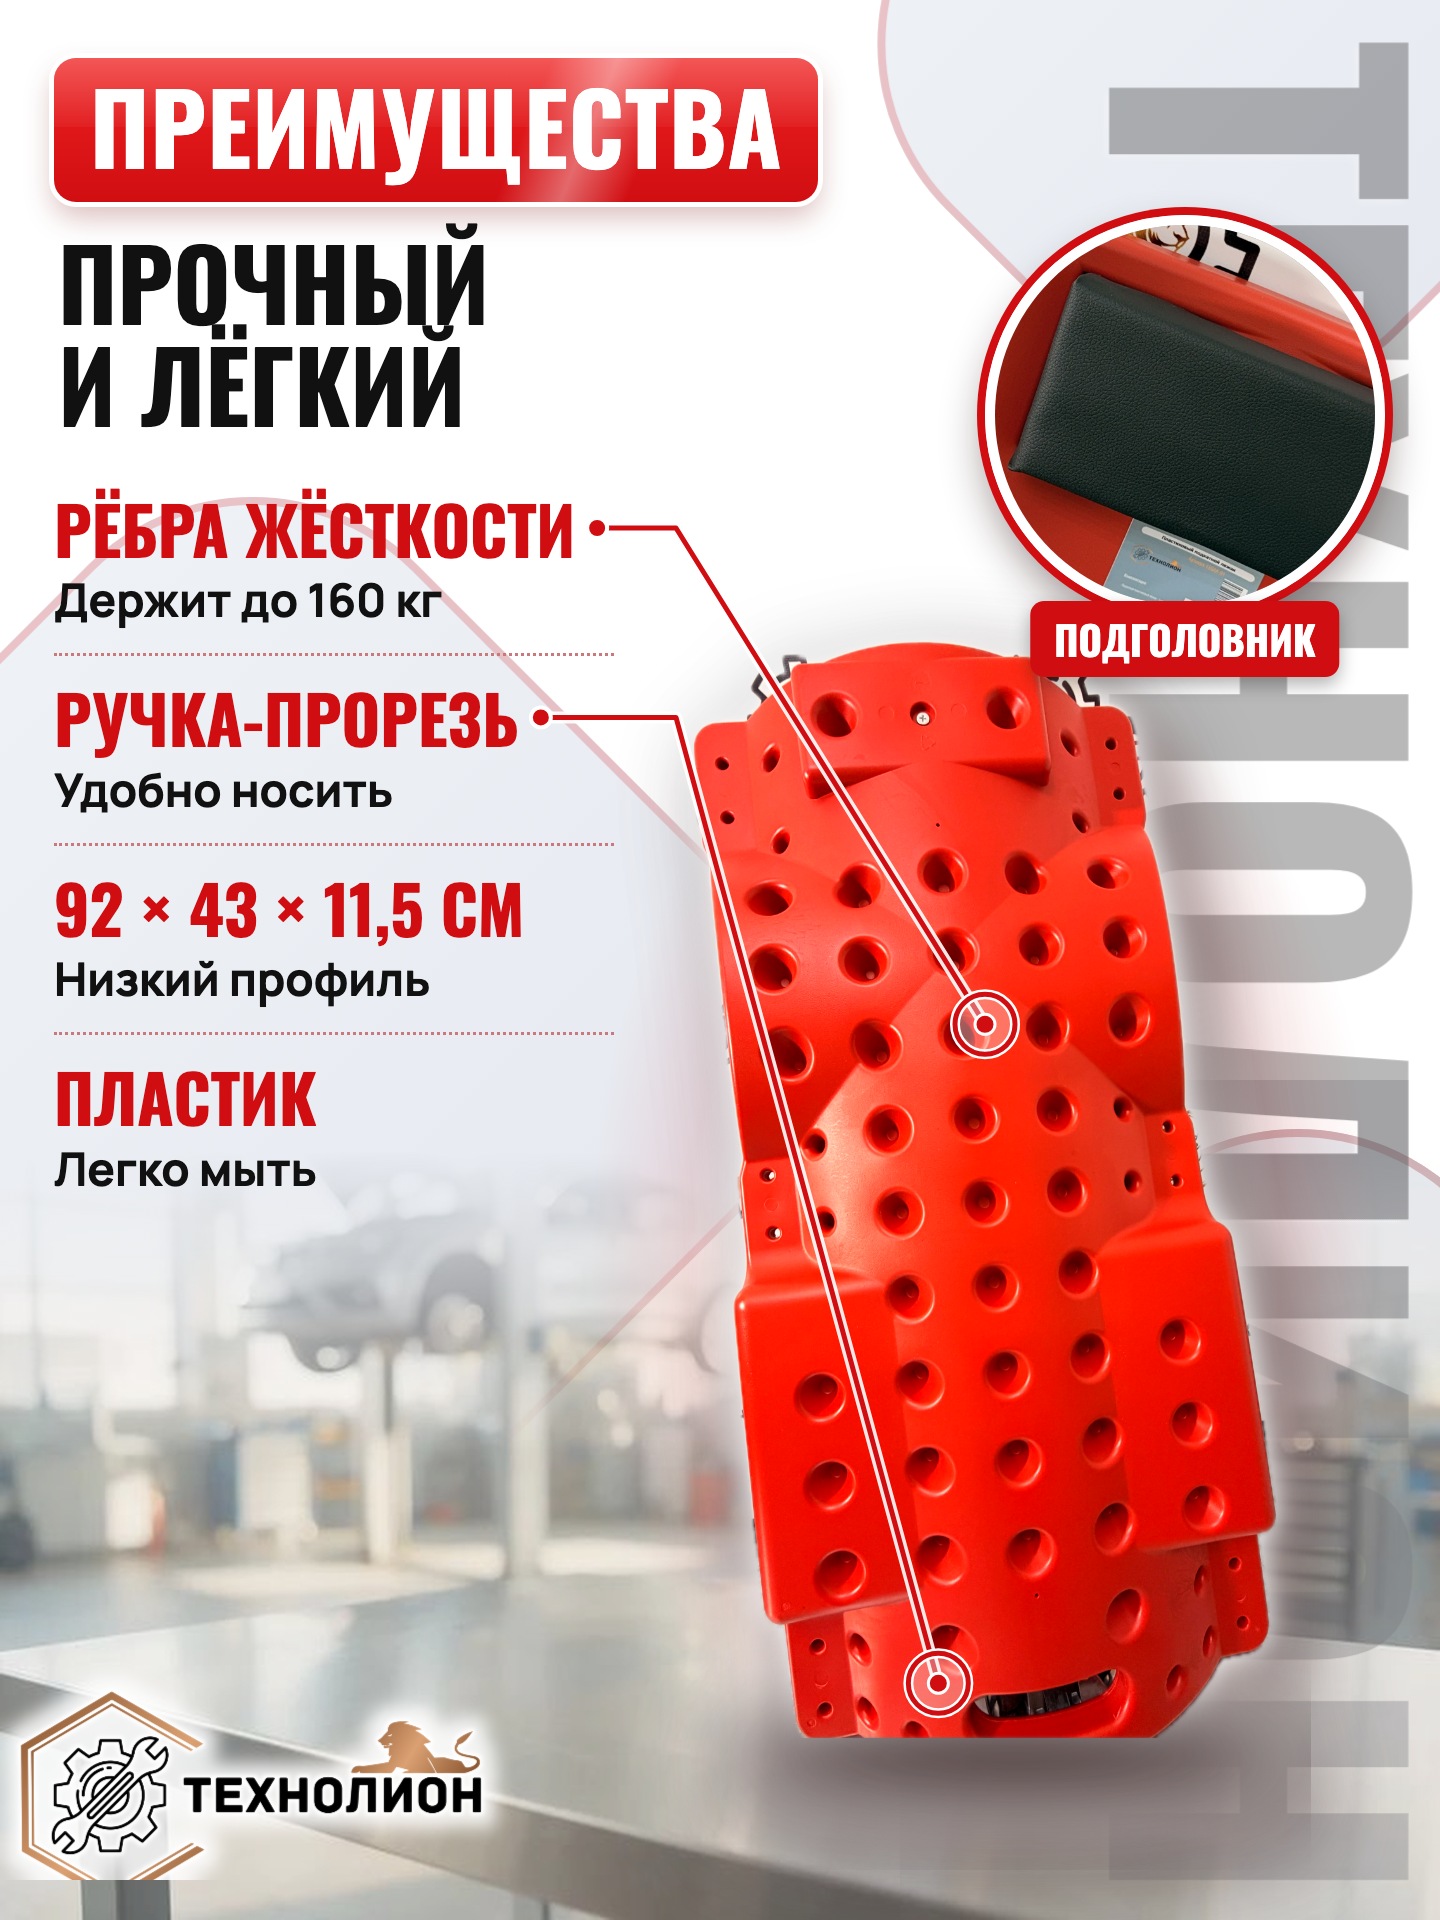 ПРЕИМУЩЕСТВА
ПРОЧНЫЙ
И ЛЁГКИЙ
РЁБРА ЖЁСТКОСТИ
Держит до 160 кг
РУЧКА-ПРОРЕЗЬ
Удобно носить
92 × 43 × 11,5 СМ
Низкий профиль
ПЛАСТИК
Легко мыть
ТЕХНОЛИОН
ПОДГОЛОВНИК
ТЕХНОЛИОН